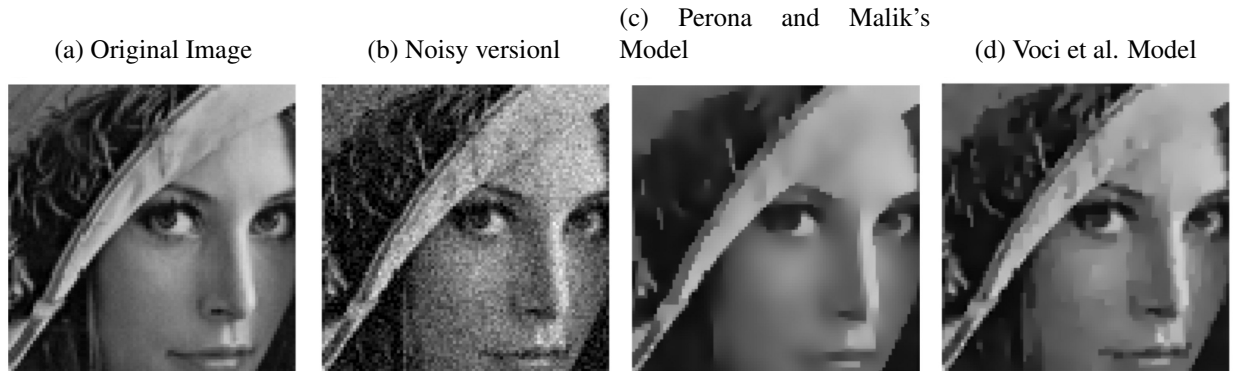 (a) Original Image
(b) Noisy versionl
(c) Perona and Malik's
Model
(d) Voci et al. Model